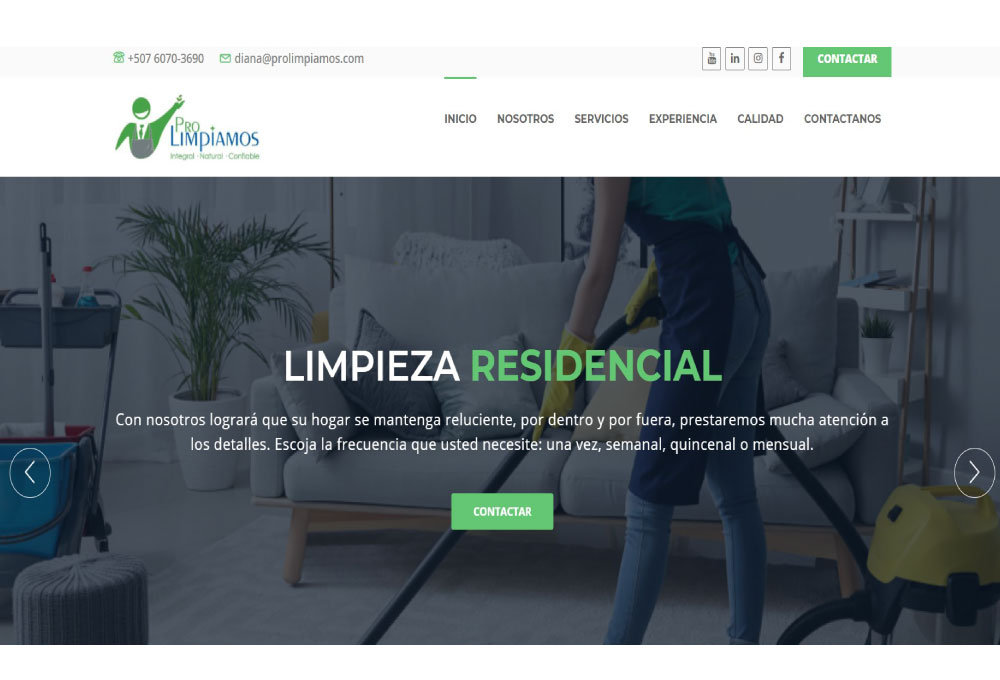 +507 6070-3690 diana@prolimpiamos.com in f CONTACTAR
PRO
LIMPIAMOS
Integral · Natural · Confiable
INICIO NOSOTROS SERVICIOS EXPERIENCIA CALIDAD CONTACTANOS
LIMPIEZA RESIDENCIAL
Con nosotros logrará que su hogar se mantenga reluciente, por dentro y por fuera, prestaremos mucha atención a
los detalles. Escoja la frecuencia que usted necesite: una vez, semanal, quincenal o mensual.
CONTACTAR